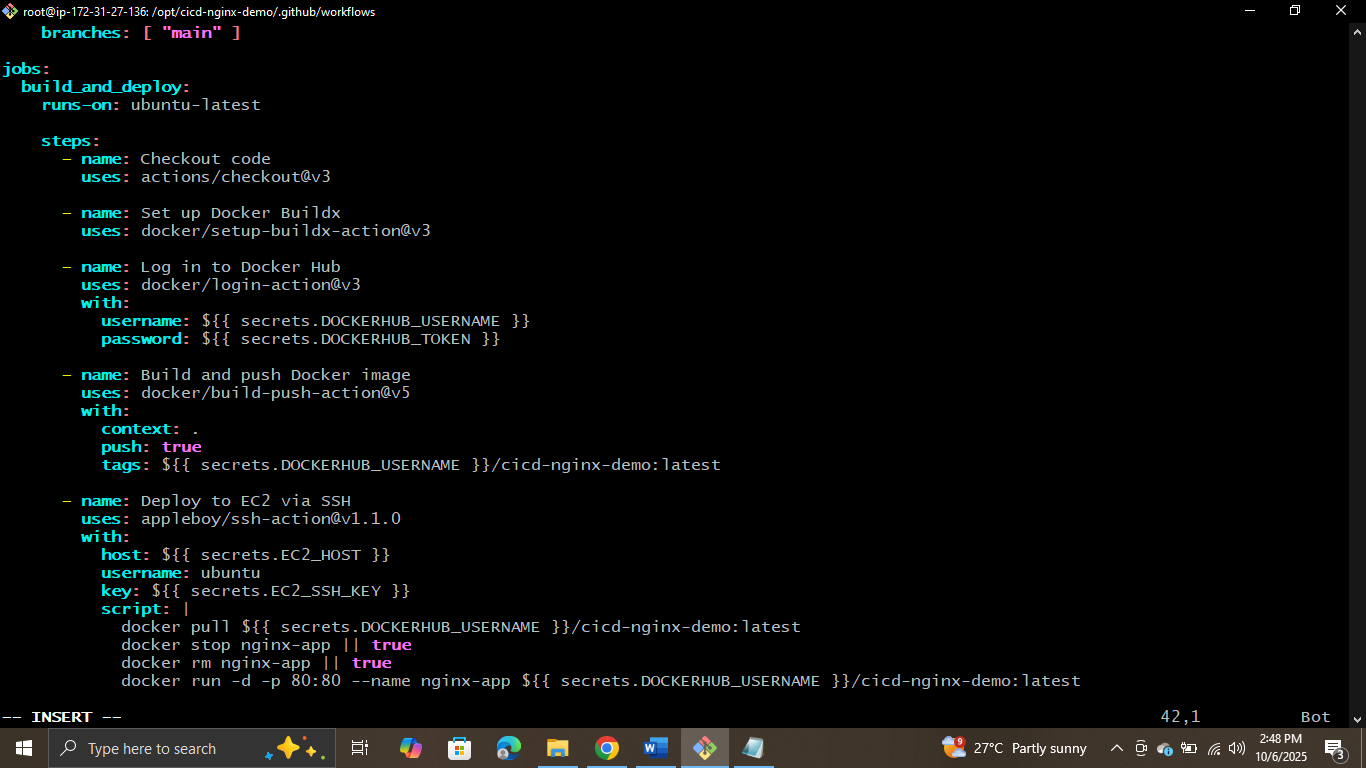 root@ip-172-31-27-136: /opt/cicd-nginx-demo/.github/workflows
    branches: [ "main" ]
jobs:
  build_and_deploy:
    runs-on: ubuntu-latest
    steps:
      - name: Checkout code
        uses: actions/checkout@v3
      - name: Set up Docker Buildx
        uses: docker/setup-buildx-action@v3
      - name: Log in to Docker Hub
        uses: docker/login-action@v3
        with:
          username: ${{ secrets.DOCKERHUB_USERNAME }}
          password: ${{ secrets.DOCKERHUB_TOKEN }}
      - name: Build and push Docker image
        uses: docker/build-push-action@v5
        with:
          context: .
          push: true
          tags: ${{ secrets.DOCKERHUB_USERNAME }}/cicd-nginx-demo:latest
      - name: Deploy to EC2 via SSH
        uses: appleboy/ssh-action@v1.1.0
        with:
          host: ${{ secrets.EC2_HOST }}
          username: ubuntu
          key: ${{ secrets.EC2_SSH_KEY }}
          script: |
            docker pull ${{ secrets.DOCKERHUB_USERNAME }}/cicd-nginx-demo:latest
            docker stop nginx-app || true
            docker rm nginx-app || true
            docker run -d -p 80:80 --name nginx-app ${{ secrets.DOCKERHUB_USERNAME }}/cicd-nginx-demo:latest
-- INSERT -- 42,1 Bot
Type here to search 9 27°C Partly sunny 2:48 PM
10/6/2025 3